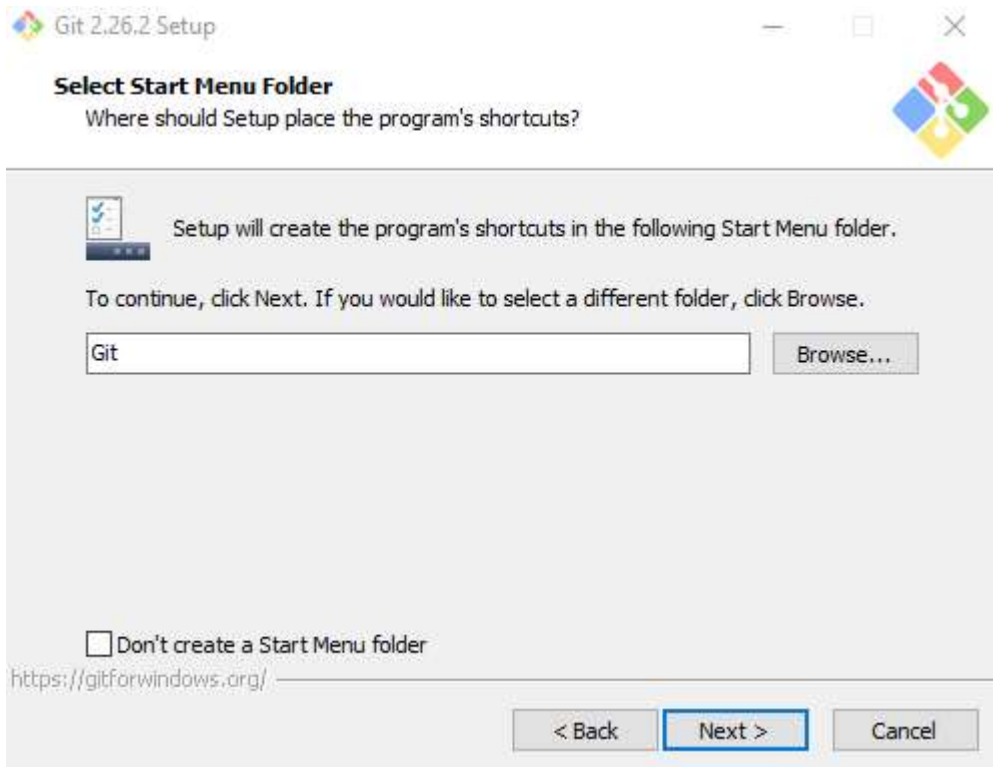 Git 2.26.2 Setup
Select Start Menu Folder
Where should Setup place the program's shortcuts?
Setup will create the program's shortcuts in the following Start Menu folder.
To continue, click Next. If you would like to select a different folder, click Browse.
Git
Browse...
Don't create a Start Menu folder
https://gitforwindows.org/
< Back
Next >
Cancel